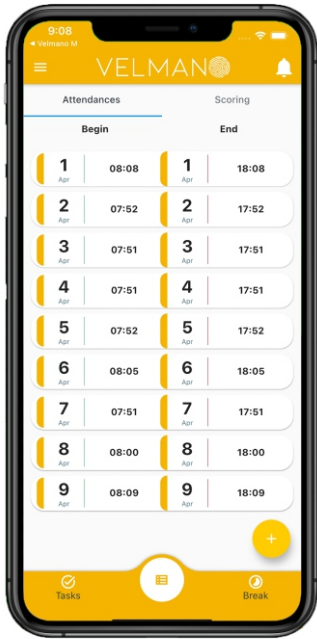 9:08
◀ Velmano M
VELMANO
Attendances Scoring
Begin End
1 Apr 08:08 1 Apr 18:08
2 Apr 07:52 2 Apr 17:52
3 Apr 07:51 3 Apr 17:51
4 Apr 07:51 4 Apr 17:51
5 Apr 07:52 5 Apr 17:52
6 Apr 08:05 6 Apr 18:05
7 Apr 07:51 7 Apr 17:51
8 Apr 08:00 8 Apr 18:00
9 Apr 08:09 9 Apr 18:09
+
Tasks Break